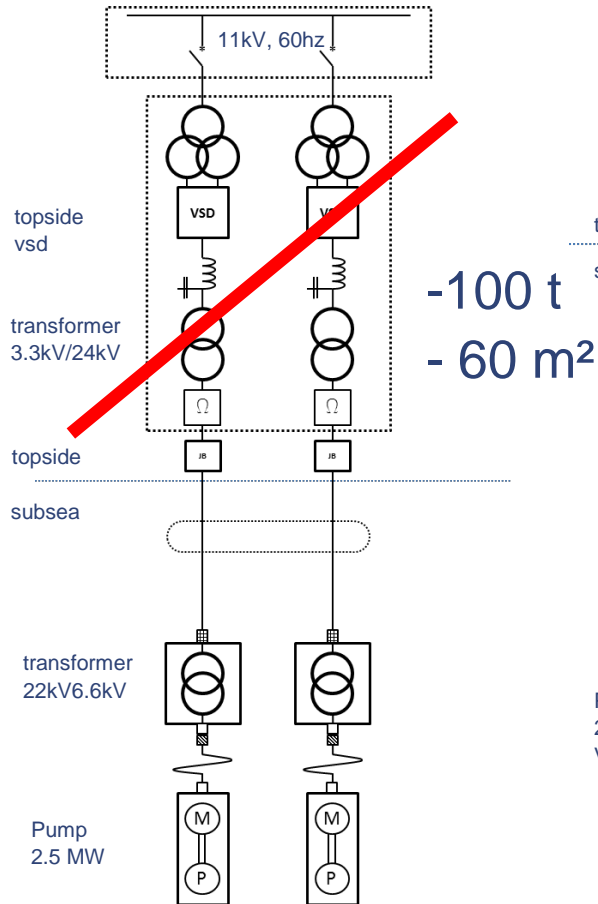 11kV, 60hz
VSD
topside
vsd
-100 t
transformer
3.3kV/24kV
- 60 m²
Ω Ω
topside
JB JB
subsea
transformer
22kV6.6kV
M M
Pump
2.5 MW
P P